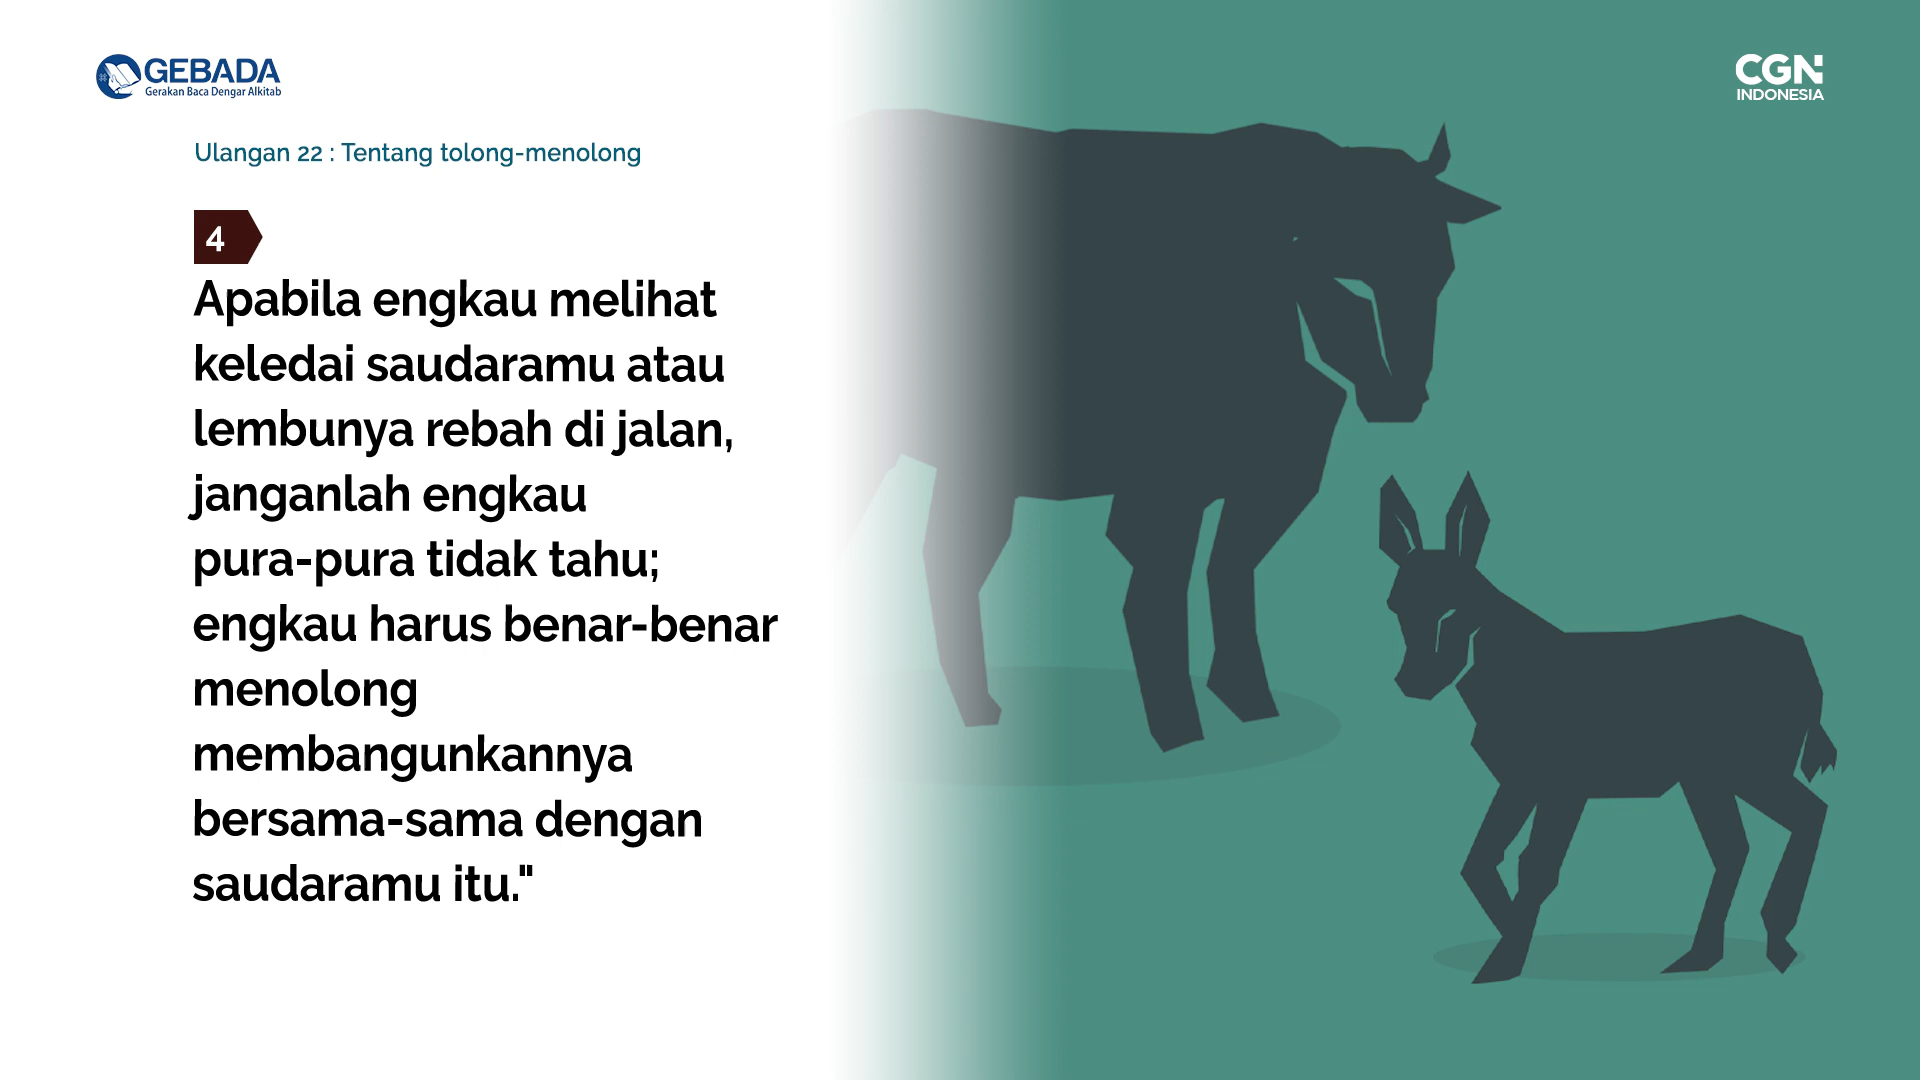 GEBADA
Gerakan Baca Dengar Alkitab
CGN
INDONESIA
Ulangan 22 : Tentang tolong-menolong
4
Apabila engkau melihat
keledai saudaramu atau
lembunya rebah di jalan,
janganlah engkau
pura-pura tidak tahu;
engkau harus benar-benar
menolong
membangunkannya
bersama-sama dengan
saudaramu itu."